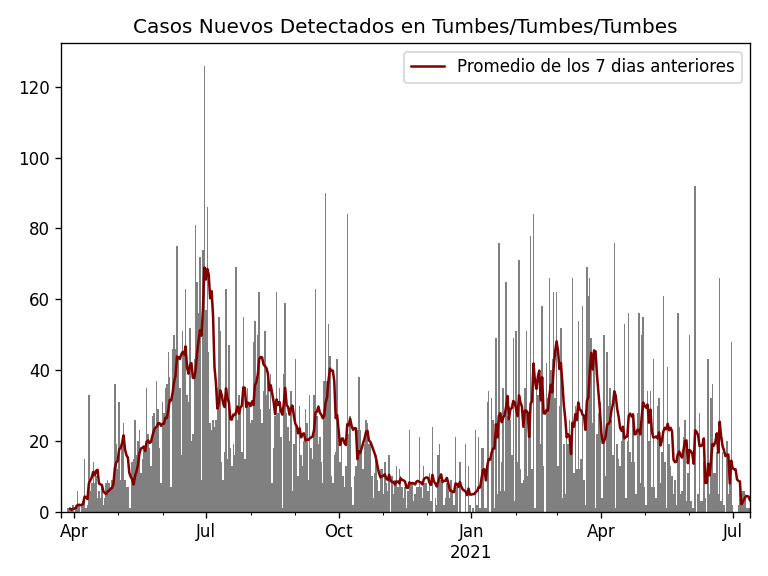 Casos Nuevos Detectados en Tumbes/Tumbes/Tumbes
Promedio de los 7 dias anteriores
120
100
80
60
40
20
0
Apr Jul Oct Jan Apr Jul
2021